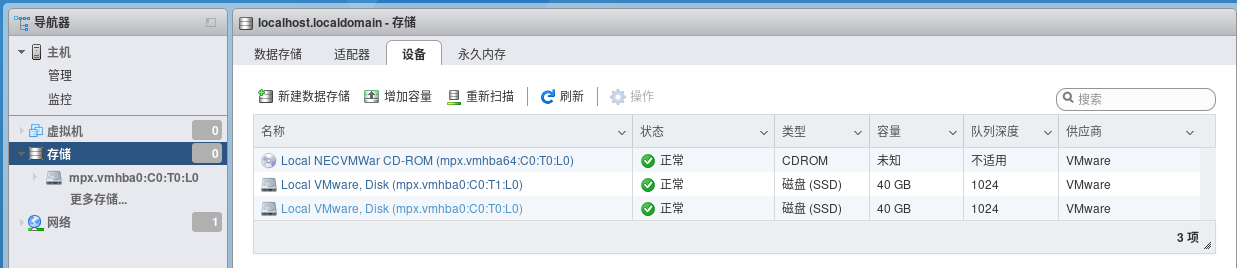 导航器
主机
管理
监控
虚拟机 0
存储 0
mpx.vmhba0:C0:T0:L0
更多存储...
网络 1
localhost.localdomain - 存储
数据存储 适配器 设备 永久内存
新建数据存储 增加容量 重新扫描 刷新 操作
搜索
名称 状态 类型 容量 队列深度 供应商
Local NECVMWar CD-ROM (mpx.vmhba64:C0:T0:L0) 正常 CDROM 未知 不适用 VMware
Local VMware, Disk (mpx.vmhba0:C0:T1:L0) 正常 磁盘 (SSD) 40 GB 1024 VMware
Local VMware, Disk (mpx.vmhba0:C0:T0:L0) 正常 磁盘 (SSD) 40 GB 1024 VMware
3 项